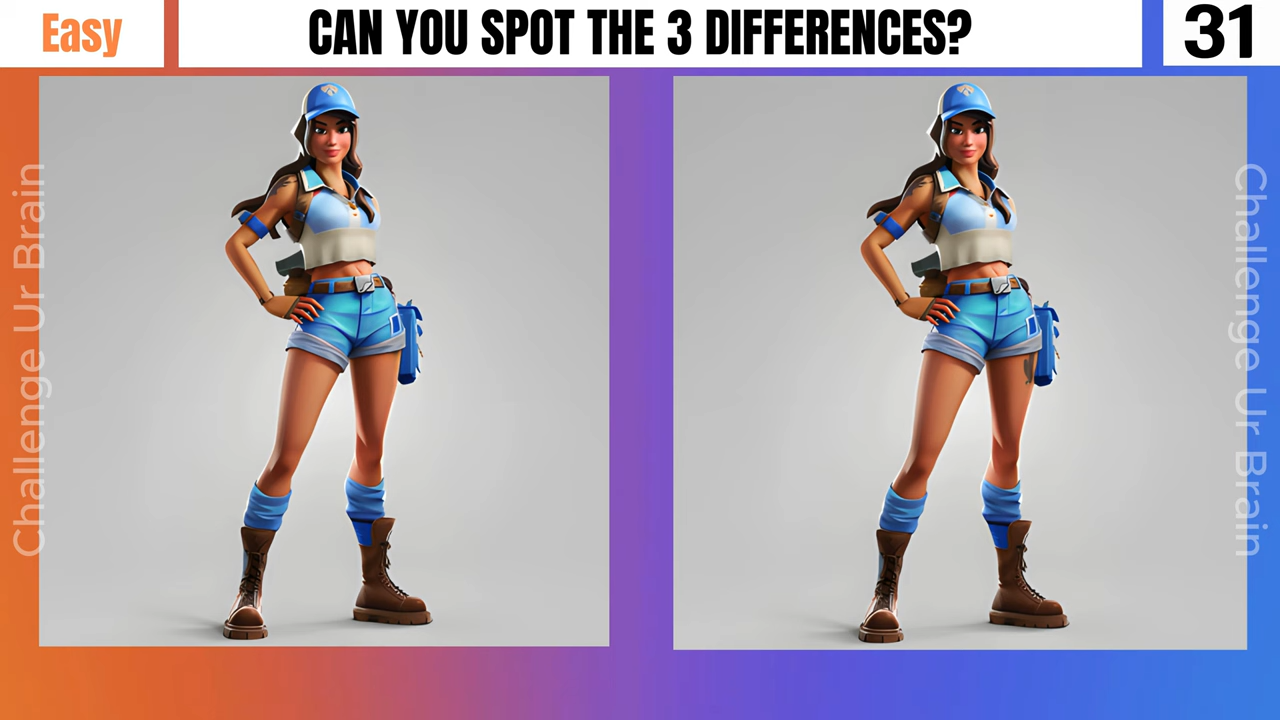 Easy
CAN YOU SPOT THE 3 DIFFERENCES?
31
Challenge Ur Brain
Challenge Ur Brain